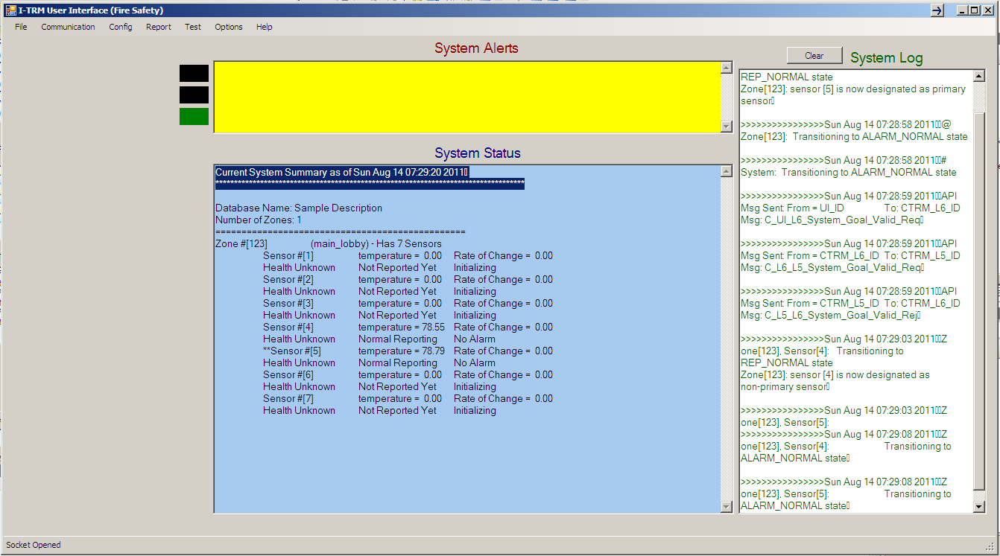 I-TRM User Interface (Fire Safety)
File Communication Config Report Test Options Help
System Alerts
System Status
Current System Summary as of Sun Aug 14 07:29:20 2011
***********************************************************************************
Database Name: Sample Description
Number of Zones: 1
================================================
Zone #[123] (main_lobby) - Has 7 Sensors
Sensor #[1] temperature = 0.00 Rate of Change = 0.00
Health Unknown Not Reported Yet Initializing
Sensor #[2] temperature = 0.00 Rate of Change = 0.00
Health Unknown Not Reported Yet Initializing
Sensor #[3] temperature = 0.00 Rate of Change = 0.00
Health Unknown Not Reported Yet Initializing
Sensor #[4] temperature = 78.55 Rate of Change = 0.00
Health Unknown Normal Reporting No Alarm
**Sensor #[5] temperature = 78.79 Rate of Change = 0.00
Health Unknown Normal Reporting No Alarm
Sensor #[6] temperature = 0.00 Rate of Change = 0.00
Health Unknown Not Reported Yet Initializing
Sensor #[7] temperature = 0.00 Rate of Change = 0.00
Health Unknown Not Reported Yet Initializing
Clear
System Log
REP_NORMAL state
Zone[123]: sensor [5] is now designated as primary
sensor
>>>>>>>>>>>>>>>>Sun Aug 14 07:28:58 2011@
Zone[123]: Transitioning to ALARM_NORMAL state
>>>>>>>>>>>>>>>>Sun Aug 14 07:28:58 2011#
System: Transitioning to ALARM_NORMAL state
>>>>>>>>>>>>>>>>Sun Aug 14 07:28:59 2011API
Msg Sent: From = UI_ID To: CTRM_L6_ID
Msg: C_UI_L6_System_Goal_Valid_Req
>>>>>>>>>>>>>>>>Sun Aug 14 07:28:59 2011API
Msg Sent: From = CTRM_L6_ID To: CTRM_L5_ID
Msg: C_L6_L5_System_Goal_Valid_Req
>>>>>>>>>>>>>>>>Sun Aug 14 07:28:59 2011API
Msg Sent: From = CTRM_L5_ID To: CTRM_L6_ID
Msg: C_L5_L6_System_Goal_Valid_Rej
>>>>>>>>>>>>>>>>Sun Aug 14 07:29:03 2011Z
one[123], Sensor[4]: Transitioning to
REP_NORMAL state
Zone[123]: sensor [4] is now designated as
non-primary sensor
>>>>>>>>>>>>>>>>Sun Aug 14 07:29:03 2011Z
one[123], Sensor[5]:
>>>>>>>>>>>>>>>>Sun Aug 14 07:29:08 2011Z
one[123], Sensor[4]: Transitioning to
ALARM_NORMAL state
>>>>>>>>>>>>>>>>Sun Aug 14 07:29:08 2011Z
one[123], Sensor[5]: Transitioning to
ALARM_NORMAL state
Socket Opened